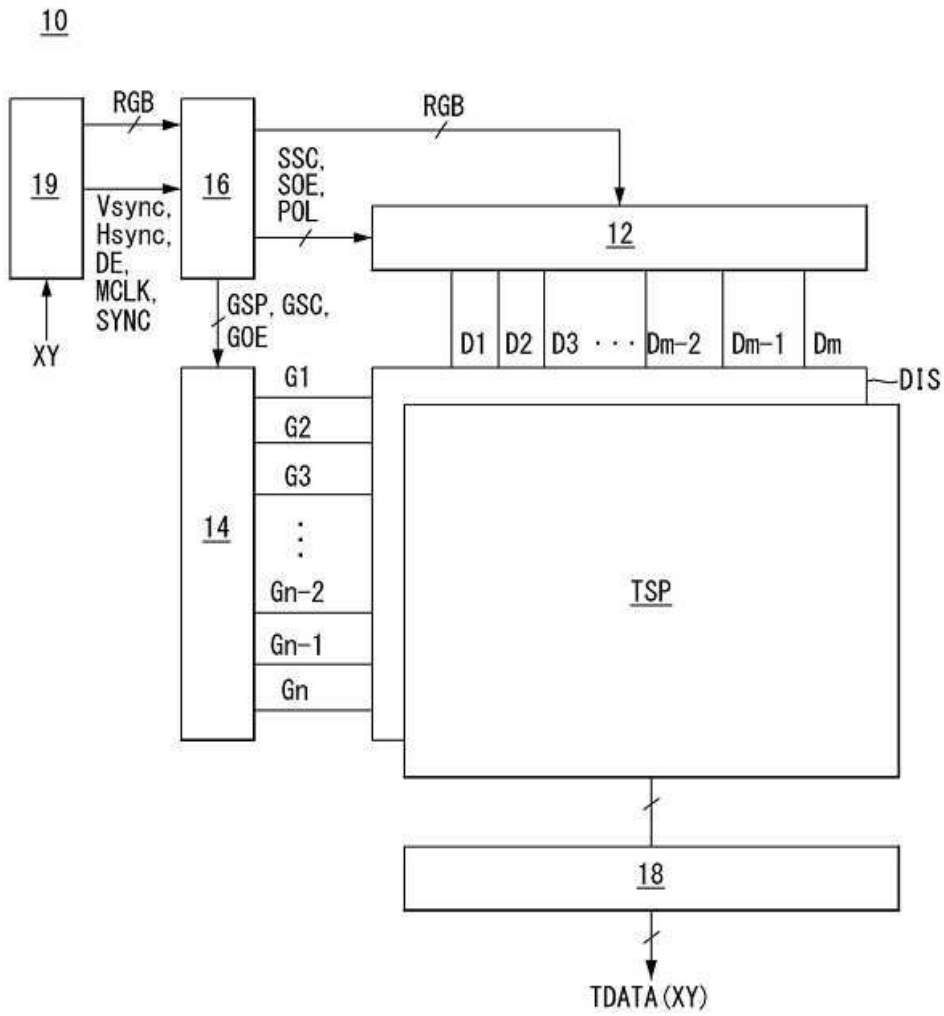 10
RGB
RGB
19
16
SSC,
SOE,
POL
Vsync,
Hsync,
DE,
MCLK,
SYNC
12
XY
GSP, GSC,
GOE
D1 D2 D3 ··· Dm-2 Dm-1 Dm
DIS
G1
G2
G3
14
⋮
Gn-2
Gn-1
Gn
TSP
18
TDATA(XY)